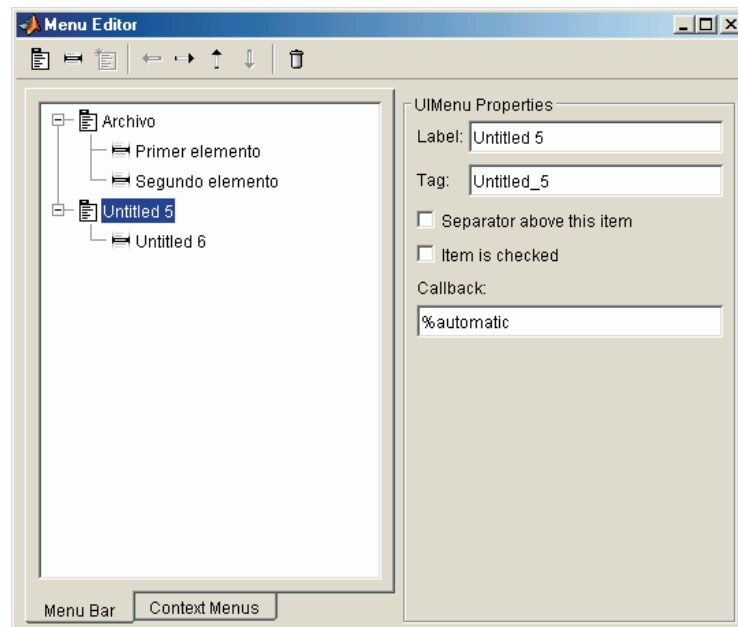 Menu Editor
Archivo
Primer elemento
Segundo elemento
Untitled 5
Untitled 6
Menu Bar
Context Menus
UIMenu Properties
Label: Untitled 5
Tag: Untitled_5
Separator above this item
Item is checked
Callback:
%automatic